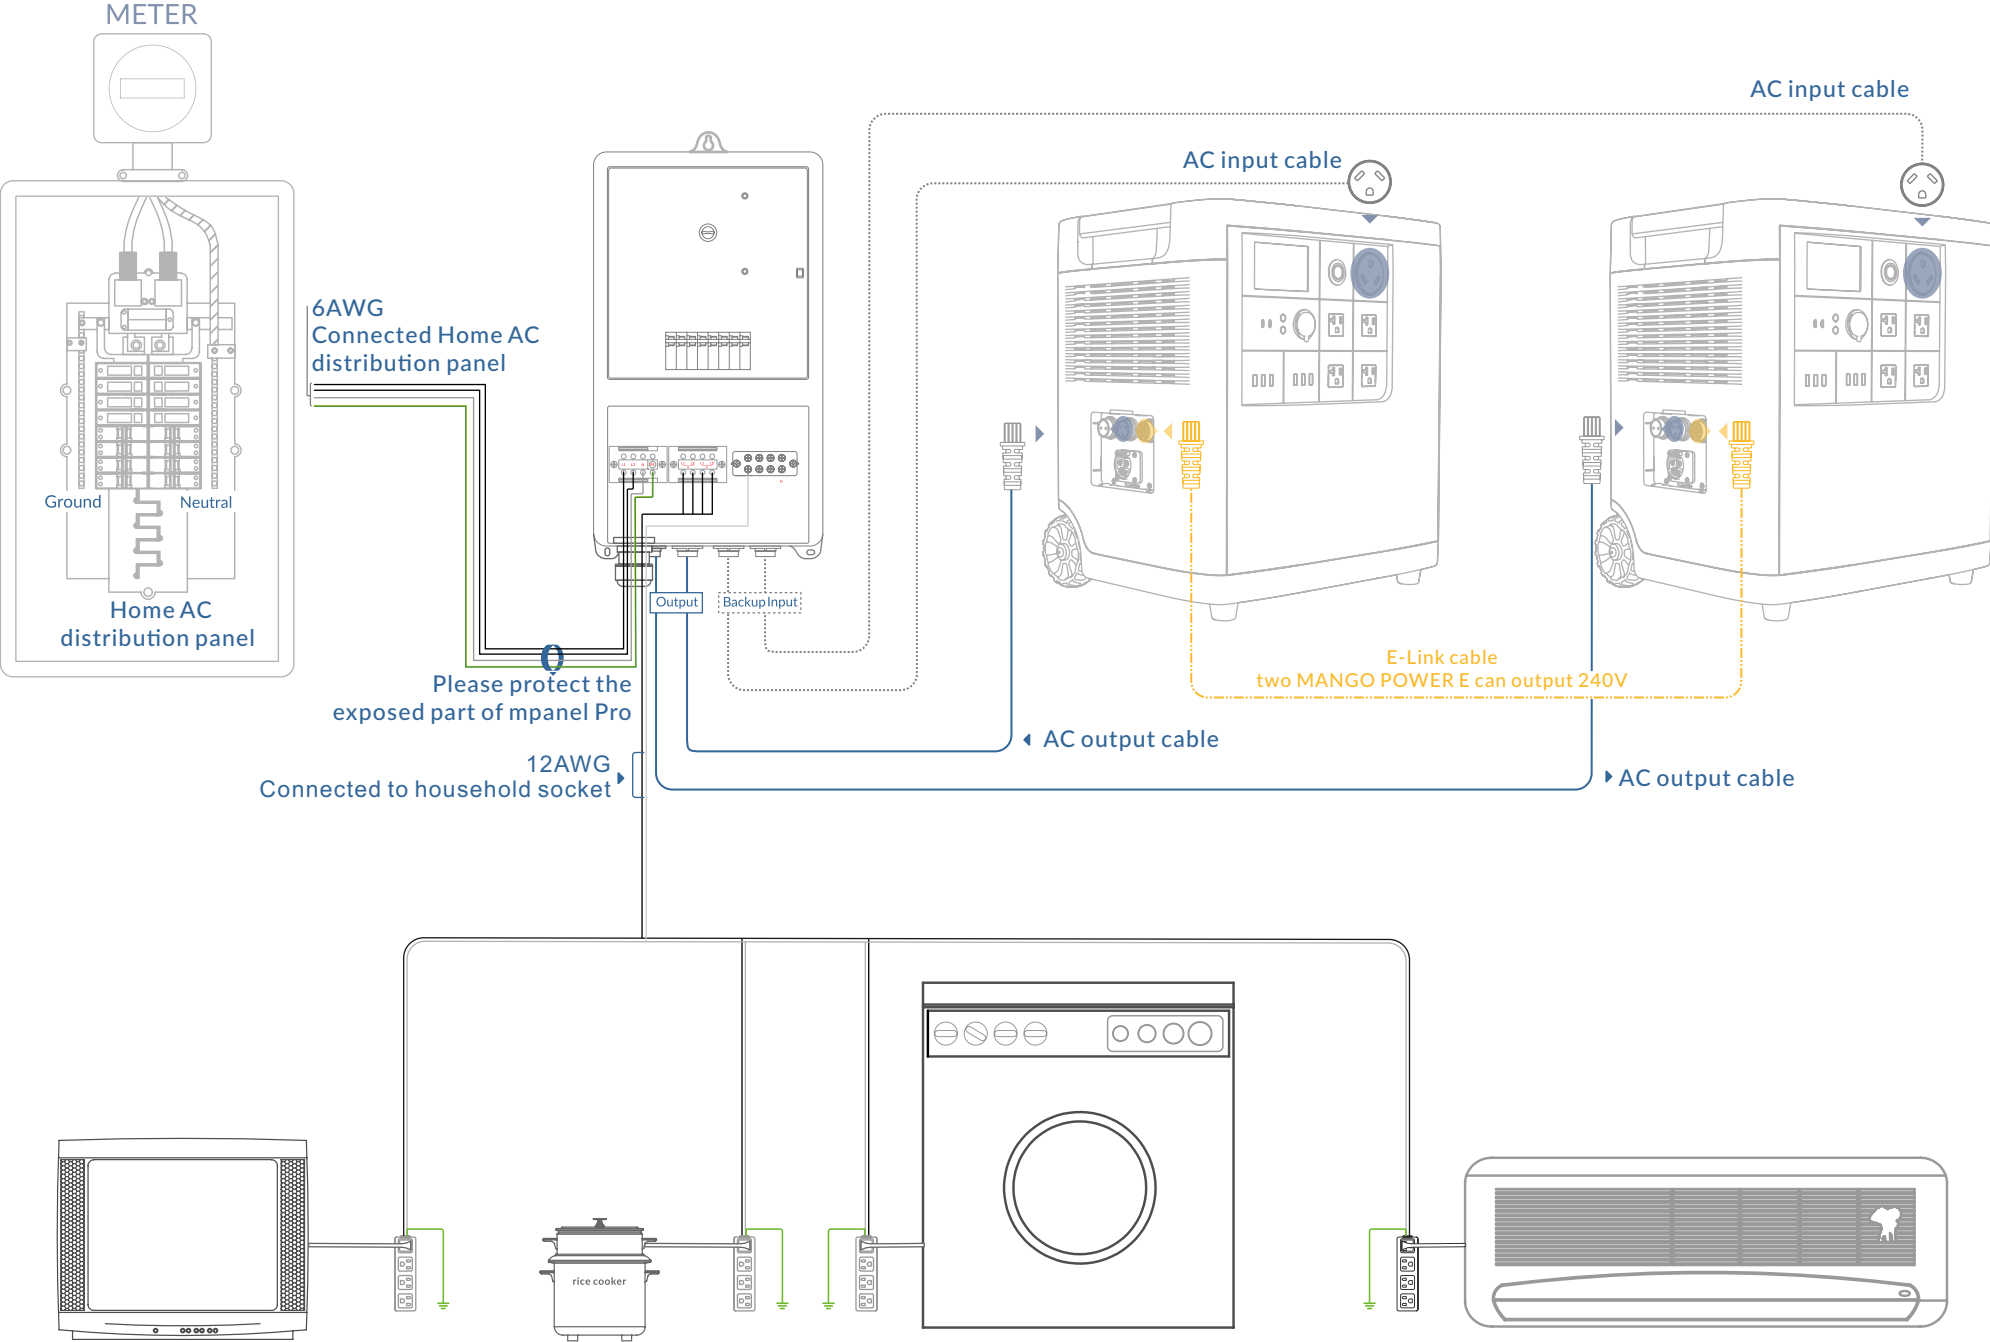 METER
AC input cable
AC input cable
6AWG
Connected Home AC
distribution panel
Ground
Neutral
Home AC
distribution panel
Output
Backup Input
Please protect the
exposed part of mpanel Pro
E-Link cable
two MANGO POWER E can output 240V
AC output cable
12AWG
Connected to household socket
AC output cable
rice cooker